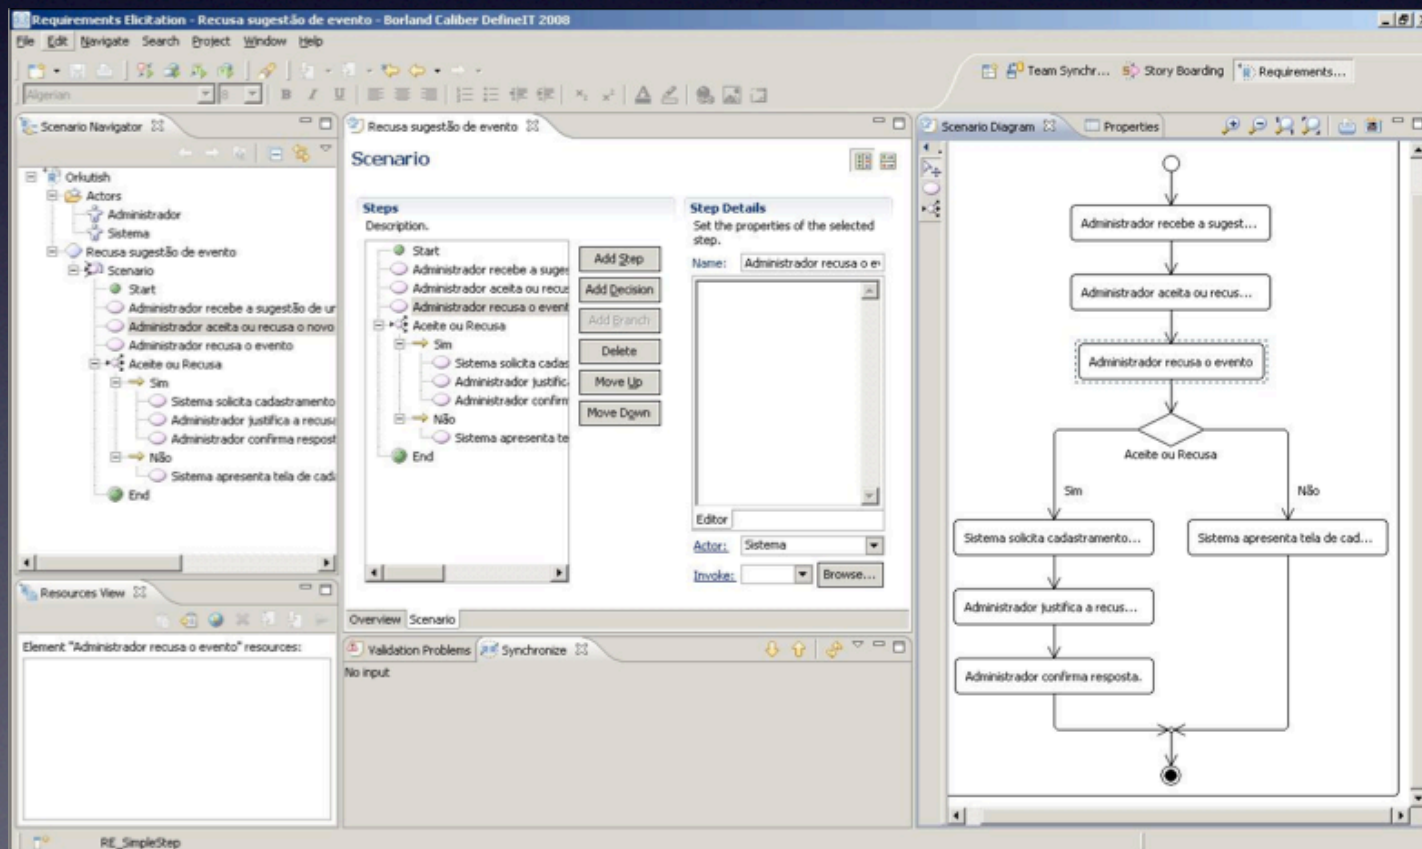 Requirements Elicitation - Recusa sugestão de evento - Borland Caliber DefineIT 2008
File Edit Navigate Search Project Window Help
Team Synchr... Story Boarding Requirements...
Algerian 8 B I U
Scenario Navigator
Orkutish
Actors
Administrador
Sistema
Recusa sugestão de evento
Scenario
Start
Administrador recebe a sugestão de ur
Administrador aceita ou recusa o novo
Administrador recusa o evento
Aceite ou Recusa
Sim
Sistema solicita cadastramento
Administrador justifica a recusa
Administrador confirma respost
Não
Sistema apresenta tela de cada
End
Resources View
Element "Administrador recusa o evento" resources:
Recusa sugestão de evento
Scenario
Steps
Description.
Start
Administrador recebe a suges
Administrador aceita ou recus
Administrador recusa o event
Aceite ou Recusa
Sim
Sistema solicita cadas
Administrador justific
Administrador confirm
Não
Sistema apresenta te
End
Add Step
Add Decision
Add Branch
Delete
Move Up
Move Down
Step Details
Set the properties of the selected
step.
Name: Administrador recusa o e
Editor
Actor: Sistema
Invoke: Browse...
Overview Scenario
Validation Problems Synchronize
No input
Scenario Diagram Properties
Administrador recebe a sugest...
Administrador aceita ou recus...
Administrador recusa o evento
Aceite ou Recusa
Sim Não
Sistema solicita cadastramento... Sistema apresenta tela de cad...
Administrador justifica a recus...
Administrador confirma resposta.
RE_SimpleStep